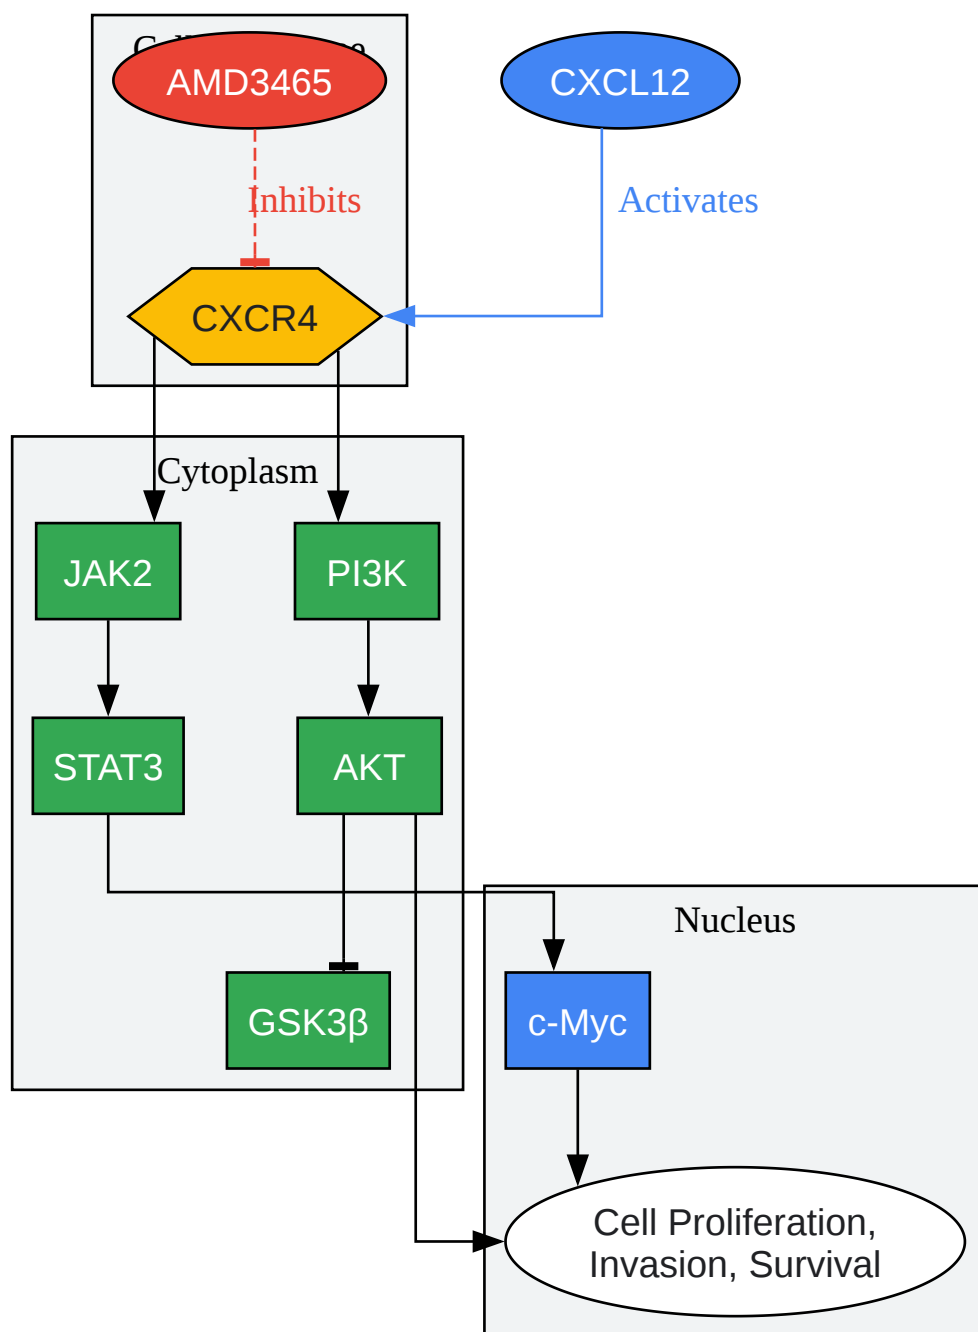 AMD3465
CXCL12
Inhibits
Activates
CXCR4
Cytoplasm
JAK2
PI3K
STAT3
AKT
Nucleus
GSK3β
c-Myc
Cell Proliferation,
Invasion, Survival